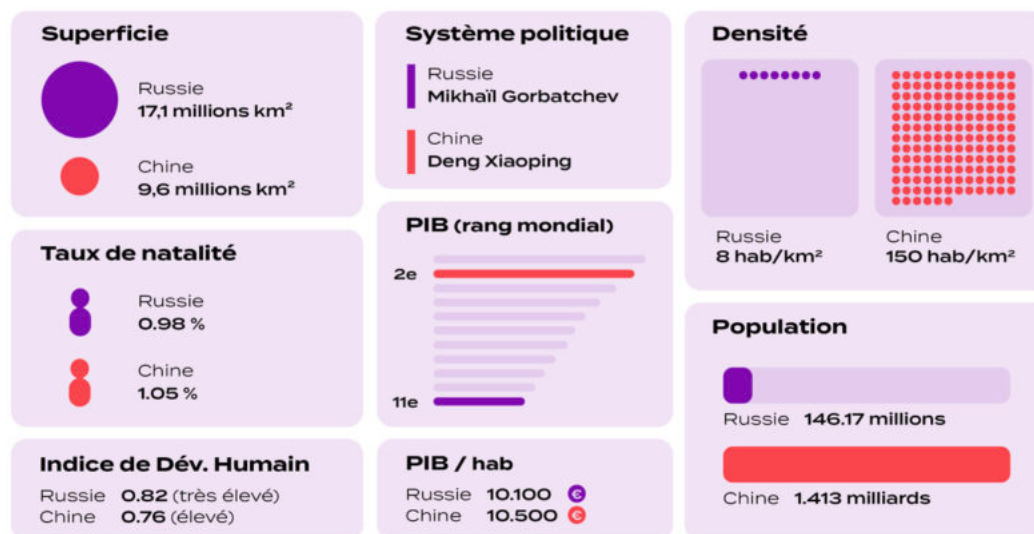 Superficie
Russie
17,1 millions km²
Chine
9,6 millions km²
Système politique
Russie
Mikhaïl Gorbatchev
Chine
Deng Xiaoping
Densité
Russie
8 hab/km²
Chine
150 hab/km²
Taux de natalité
Russie
0.98 %
Chine
1.05 %
PIB (rang mondial)
2e
11e
Population
Russie 146.17 millions
Chine 1.413 milliards
Indice de Dév. Humain
Russie 0.82 (très élevé)
Chine 0.76 (élevé)
PIB / hab
Russie 10.100 €
Chine 10.500 €